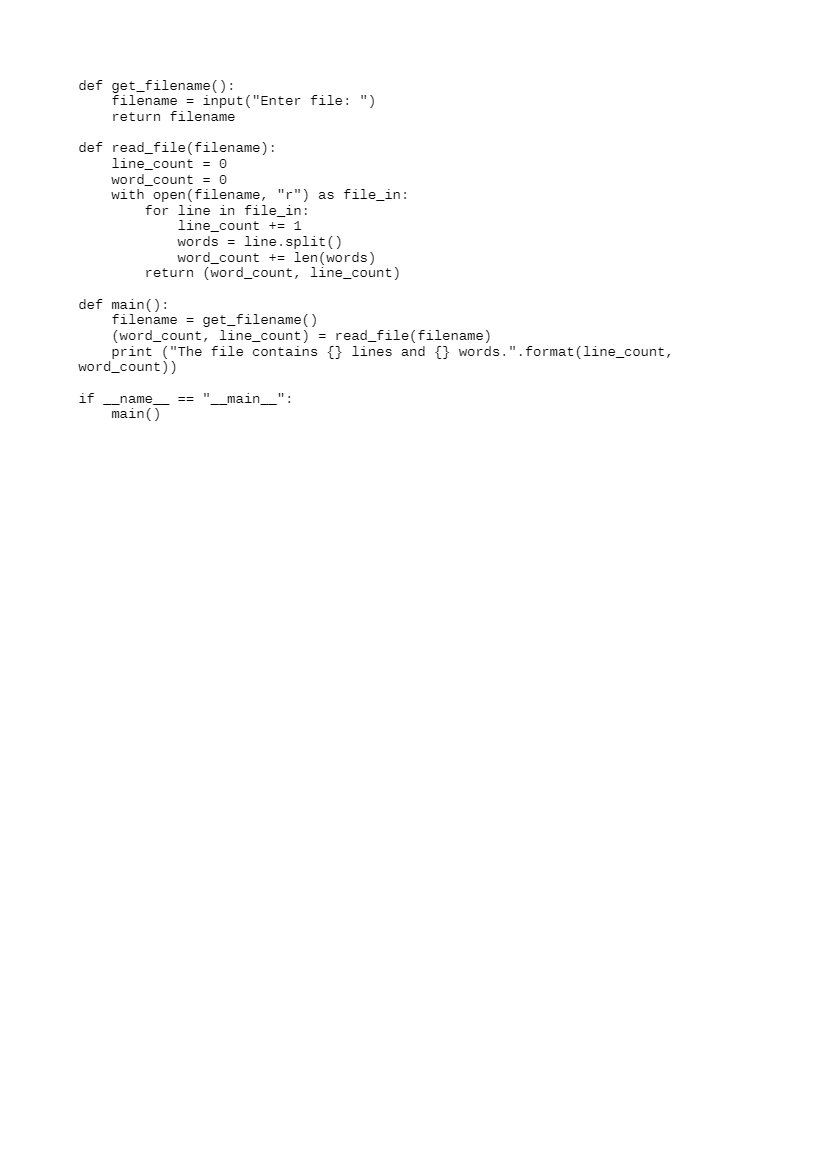 def get_filename():
    filename = input("Enter file: ")
    return filename

def read_file(filename):
    line_count = 0
    word_count = 0
    with open(filename, "r") as file_in:
        for line in file_in:
            line_count += 1
            words = line.split()
            word_count += len(words)
        return (word_count, line_count)

def main():
    filename = get_filename()
    (word_count, line_count) = read_file(filename)
    print ("The file contains {} lines and {} words.".format(line_count,
word_count))

if __name__ == "__main__":
    main()